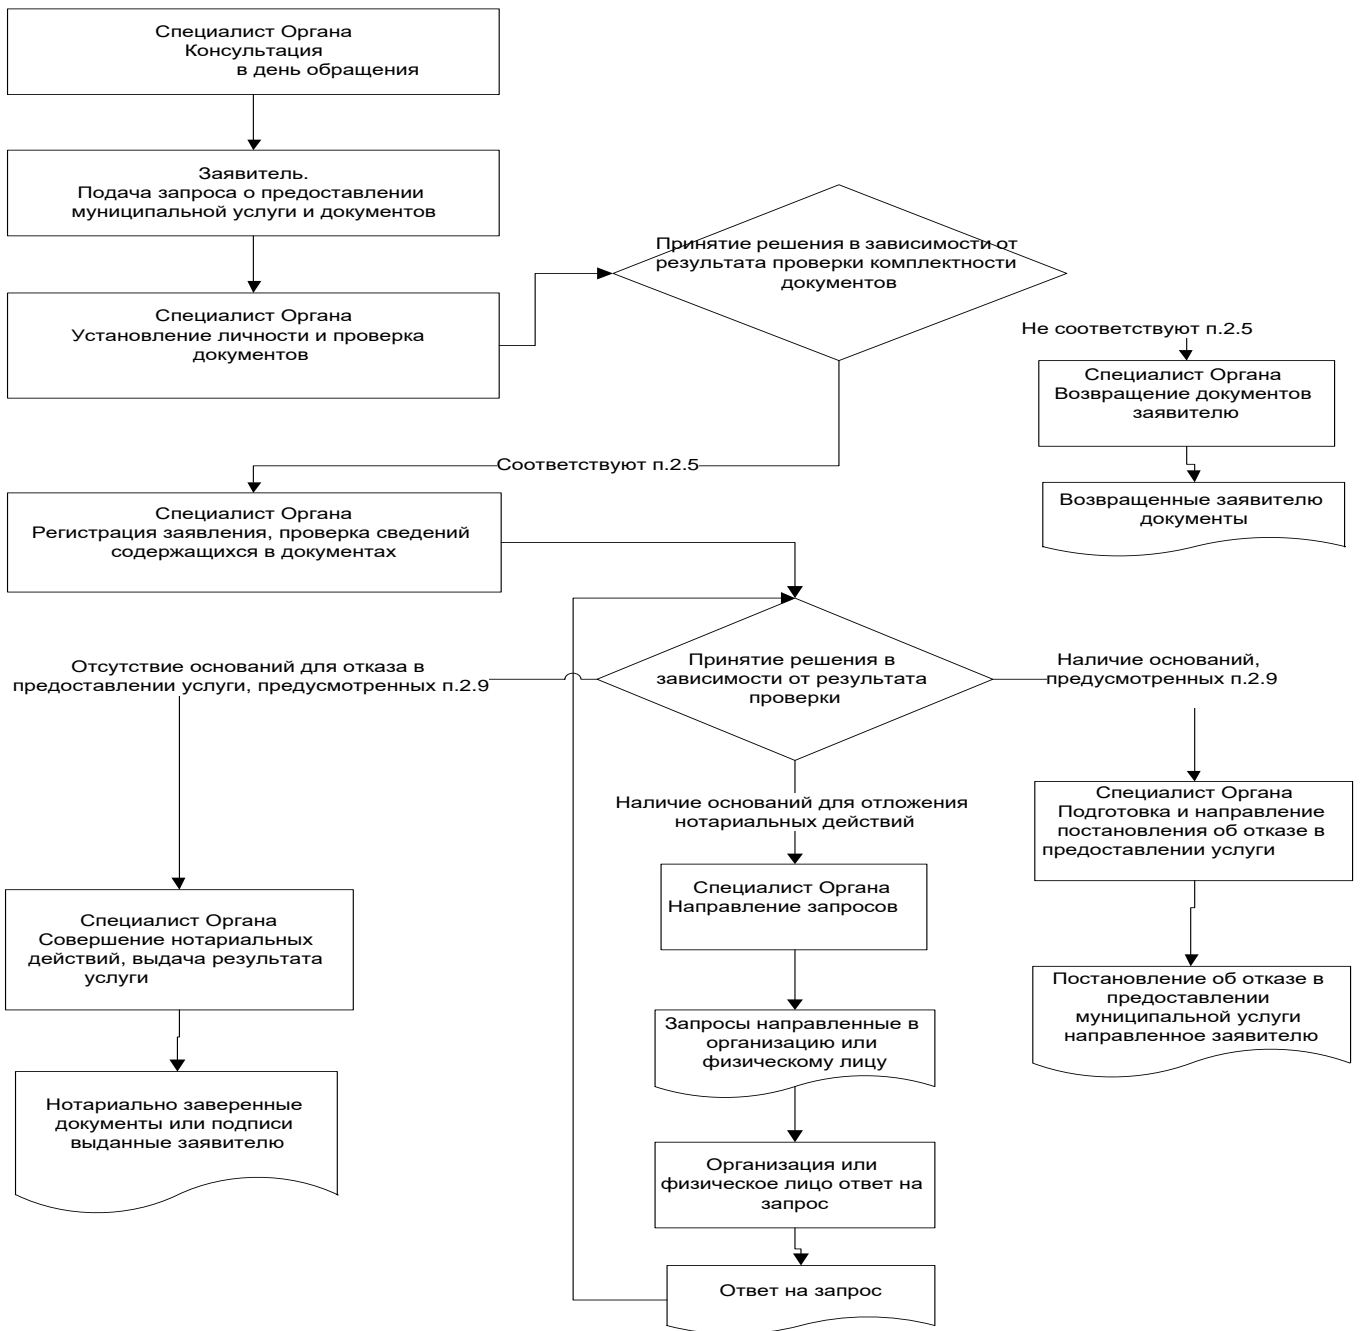 Специалист Органа
Консультация
в день обращения
Заявитель.
Подача запроса о предоставлении
муниципальной услуги и документов
Специалист Органа
Установление личности и проверка
документов
Принятие решения в зависимости от
результата проверки комплектности
документов
Не соответствуют п.2.5
Специалист Органа
Возвращение документов
заявителю
Возвращенные заявителю
документы
Соответствуют п.2.5
Специалист Органа
Регистрация заявления, проверка сведений
содержащихся в документах
Принятие решения в
зависимости от результата
проверки
Отсутствие оснований для отказа в
предоставлении услуги, предусмотренных п.2.9
Наличие оснований,
предусмотренных п.2.9
Наличие оснований для отложения
нотариальных действий
Специалист Органа
Подготовка и направление
постановления об отказе в
предоставлении услуги
Специалист Органа
Направление запросов
Специалист Органа
Совершение нотариальных
действий, выдача результата
услуги
Постановление об отказе в
предоставлении
муниципальной услуги
направленное заявителю
Запросы направленные в
организацию или
физическому лицу
Нотариально заверенные
документы или подписи
выданные заявителю
Организация или
физическое лицо ответ на
запрос
Ответ на запрос